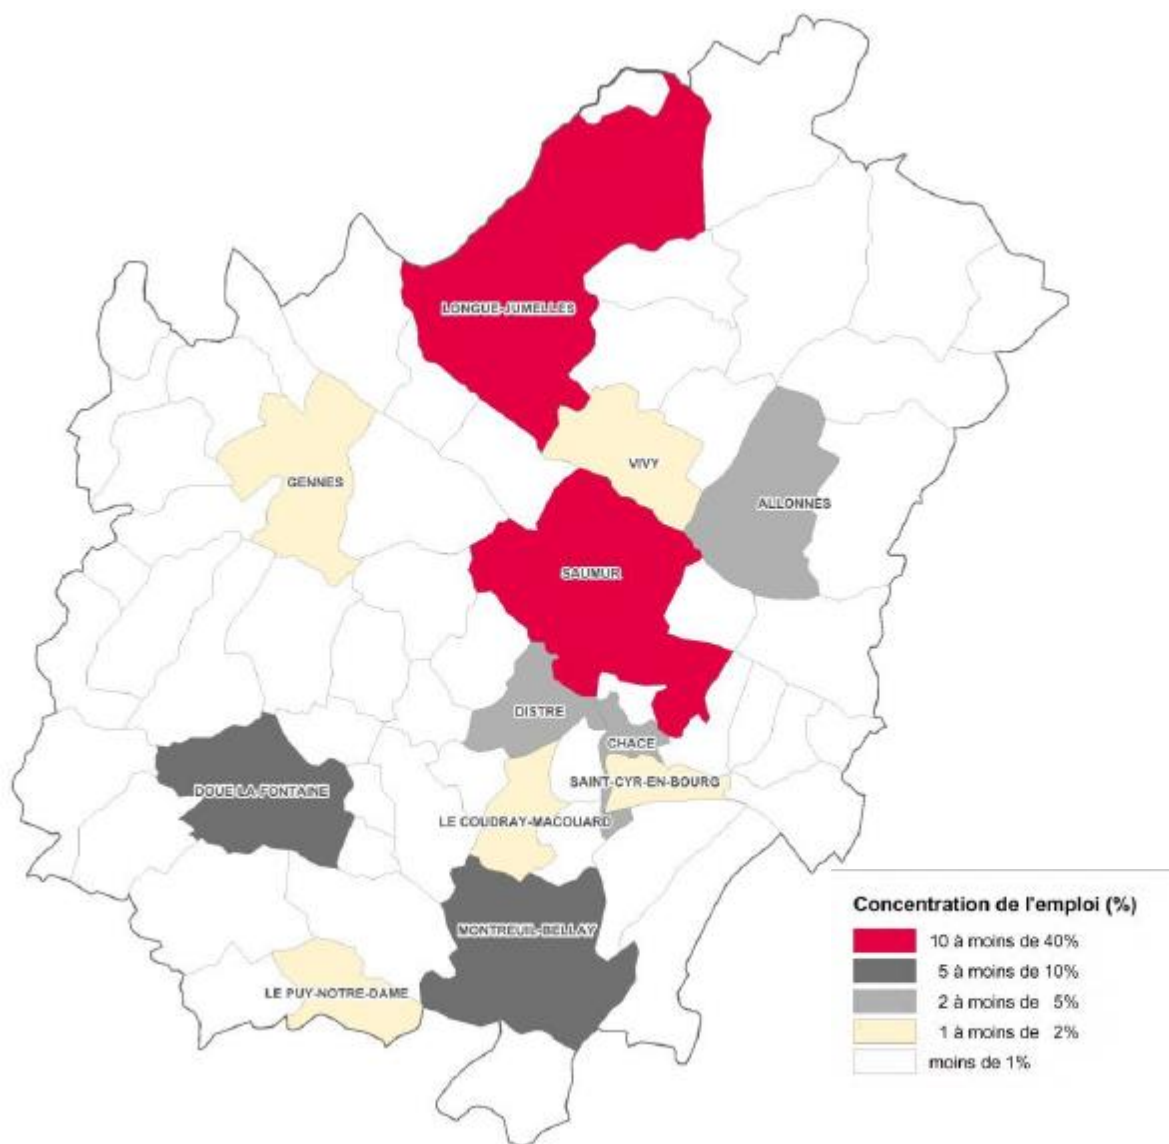 LONGUE-JUMELLES
VIVY
GENNES
ALLONNES
SAUMUR
DISTRE
CHACE
SAINT-CYR-EN-BOURG
DOUE-LA-FONTAINE
LE COUDRAY-MACOUARD
MONTREUIL-BELLAY
LE PUY-NOTRE-DAME
Concentration de l'emploi (%)
10 à moins de 40%
5 à moins de 10%
2 à moins de 5%
1 à moins de 2%
moins de 1%